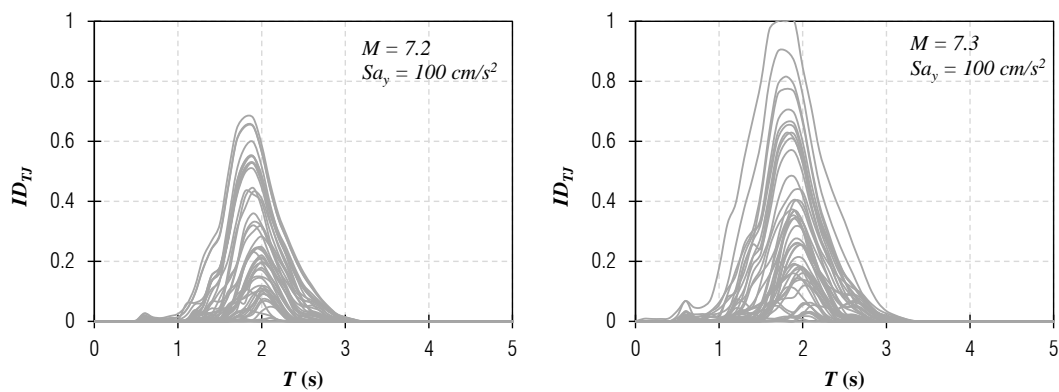 1
0.8
0.6
0.4
0.2
0
ID_TJ
M = 7.2
Sa_y = 100 cm/s²
0 1 2 3 4 5
T (s)
1
0.8
0.6
0.4
0.2
0
ID_TJ
M = 7.3
Sa_y = 100 cm/s²
0 1 2 3 4 5
T (s)